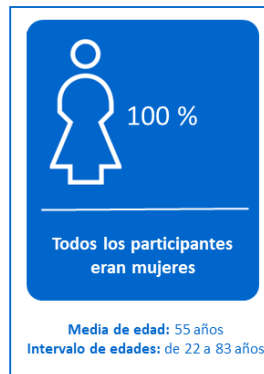 100 %
Todos los participantes
eran mujeres
Media de edad: 55 años
Intervalo de edades: de 22 a 83 años